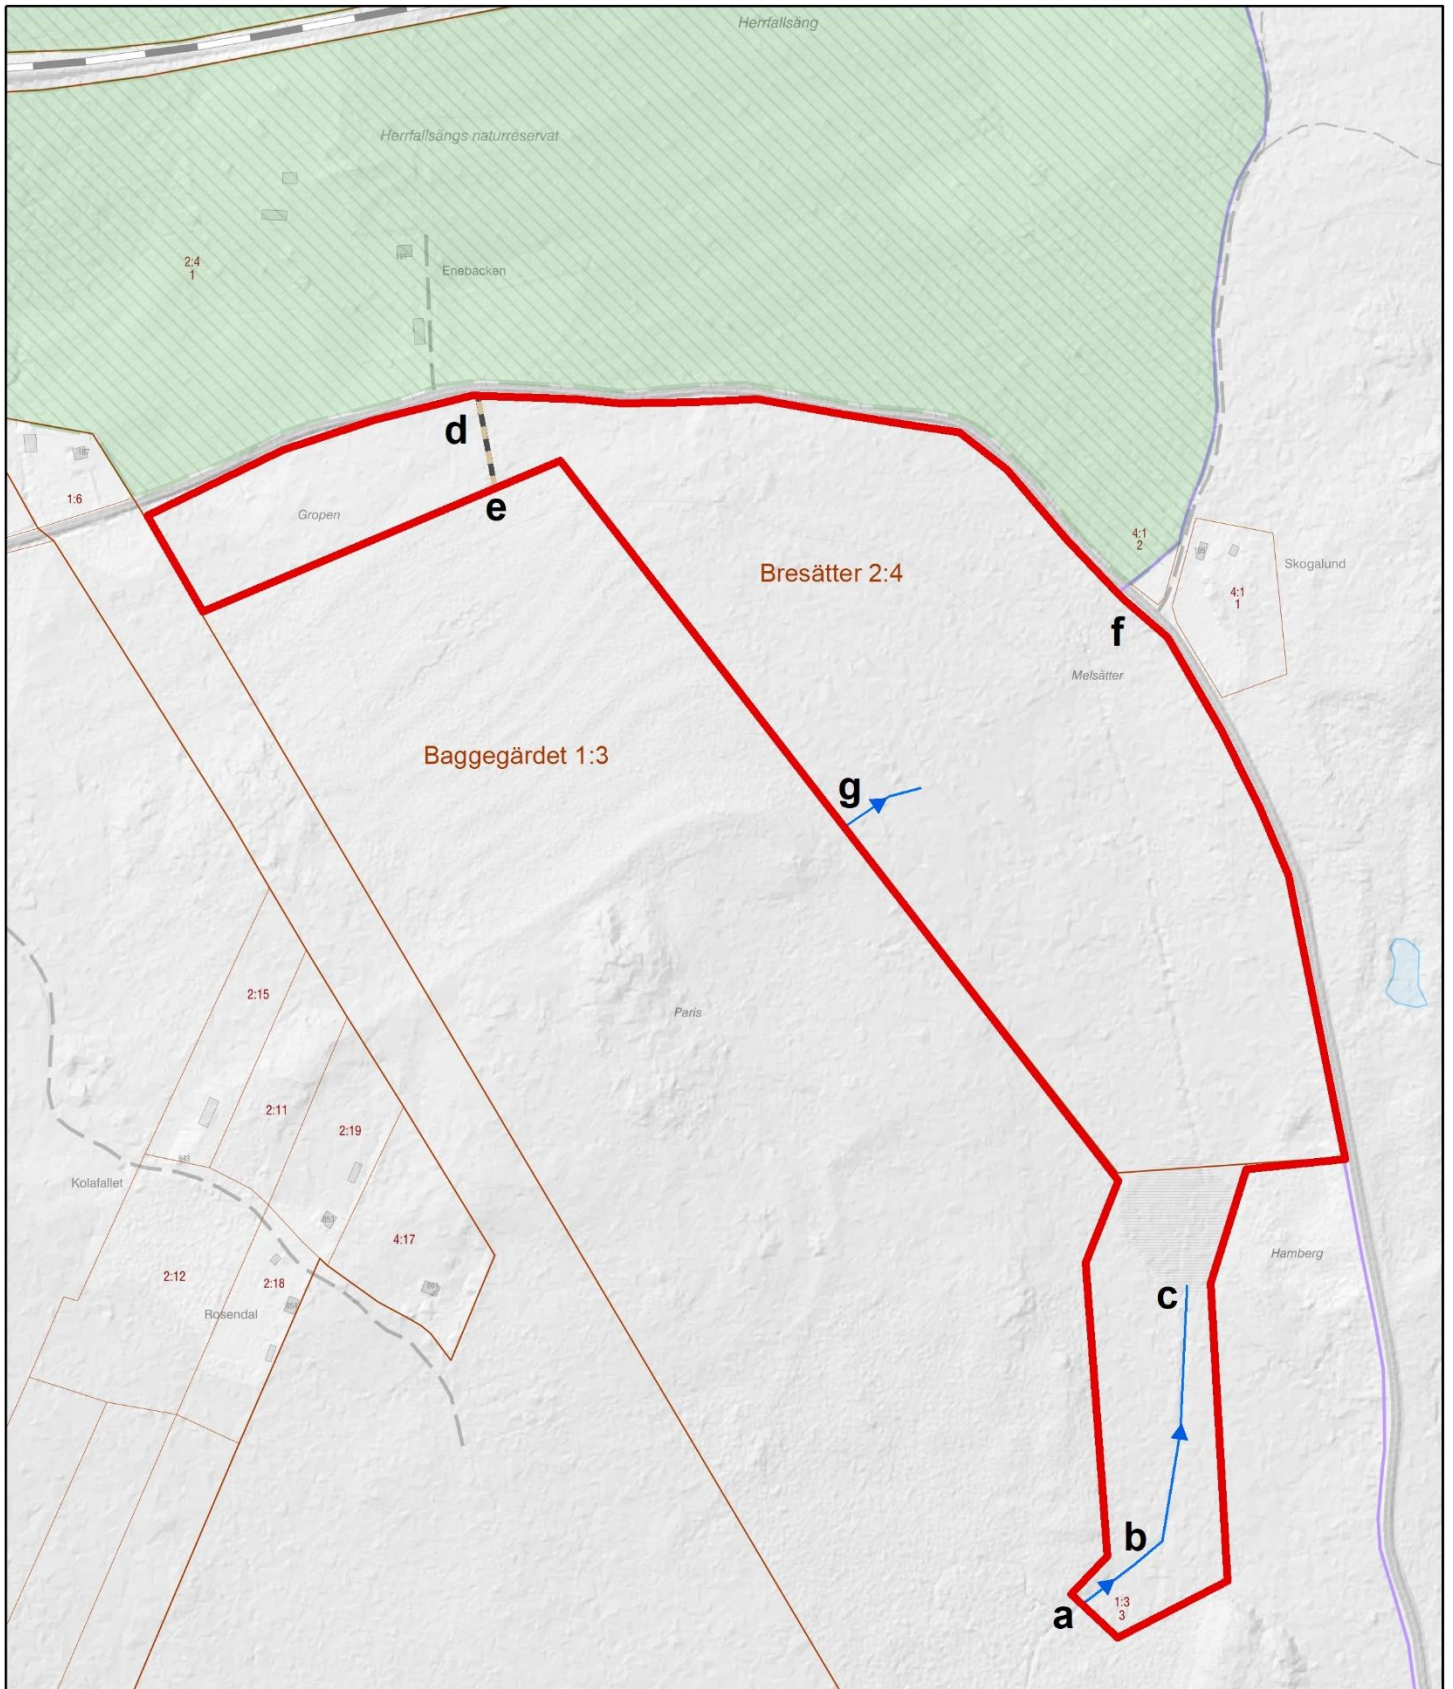 Herrfallsäng
Herrfallsängs naturreservat
2:4
1
Enebacken
d
1:6
Gropen
e
4:1
2
Skogalund
Bresätter 2:4
4:1
1
f
Melsätter
Baggegärdet 1:3
g
2:15
Paris
2:11
2:19
843
Kolafallet
4:17
Hamberg
2:12
2:18
c
Rosendal
b
1:3
3
a